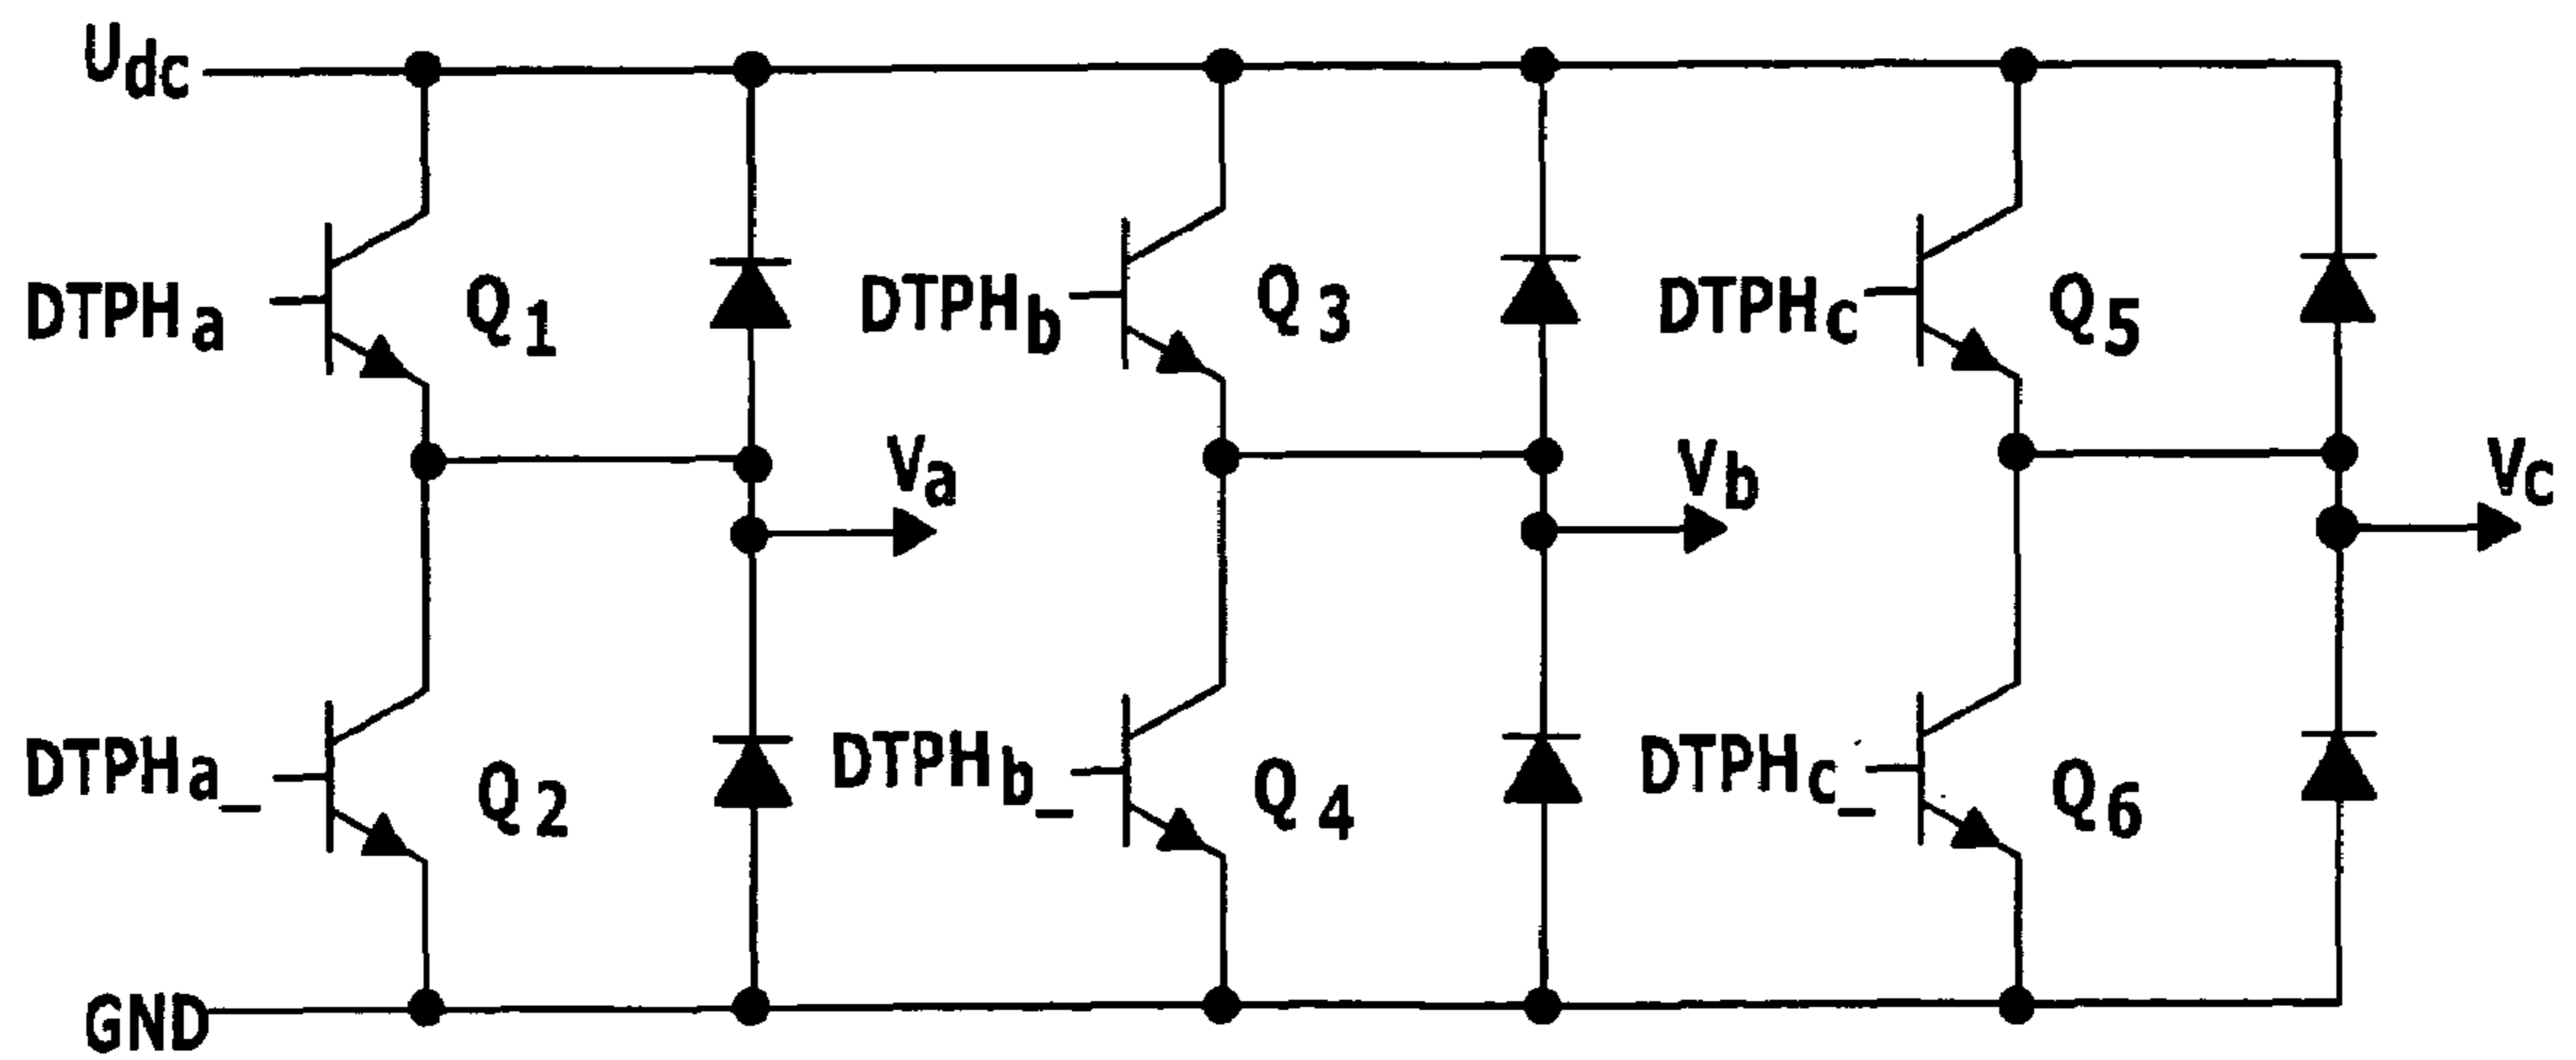 Udc
DTPHa
Q1
DTPHb
Q3
DTPHc
Q5
Va
Vb
Vc
DTPHa_
Q2
DTPHb_
Q4
DTPHc_
Q6
GND